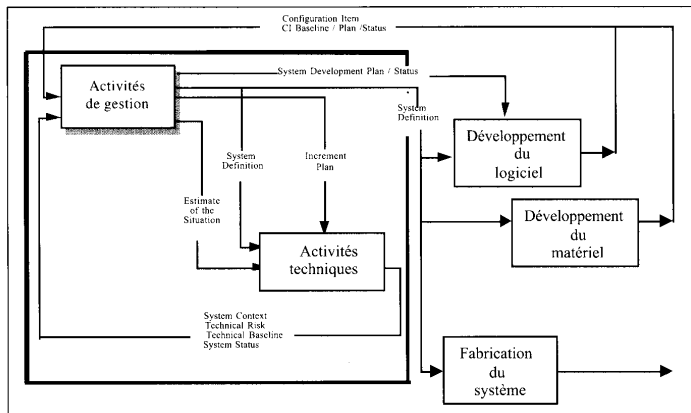 Configuration Item
CI Baseline / Plan /Status
Activités
de gestion
System Development Plan / Status
System
Definition
Développement
du
logiciel
System
Definition
Increment
Plan
Estimate
of the
Situation
Développement
du
matériel
Activités
techniques
System Context
Technical Risk
Technical Baseline
System Status
Fabrication
du
système